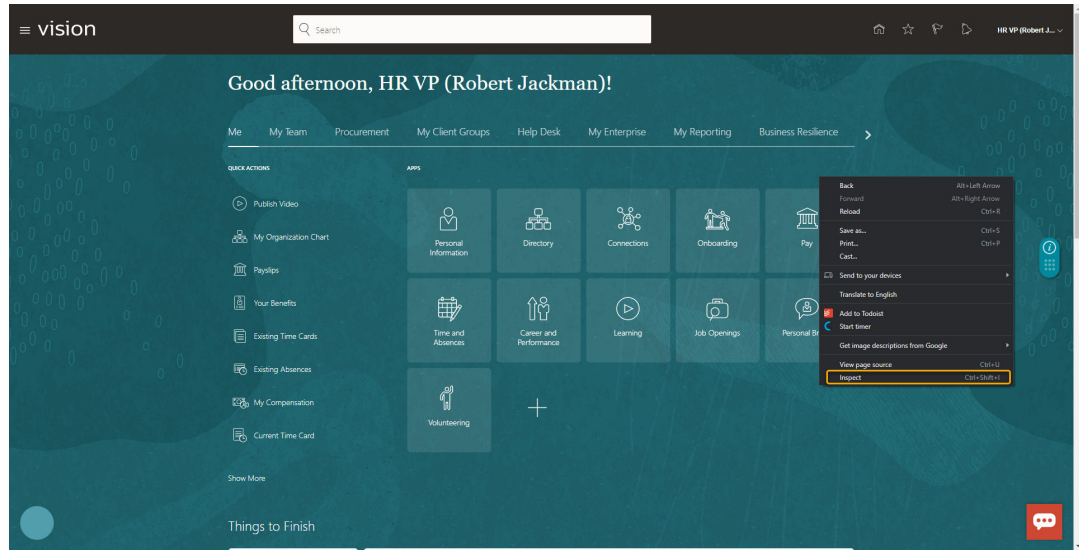 vision
Search
HR VP (Robert J...
Good afternoon, HR VP (Robert Jackman)!
Me My Team Procurement My Client Groups Help Desk My Enterprise My Reporting Business Resilience
QUICK ACTIONS
Publish Video
My Organization Chart
Payslips
Your Benefits
Existing Time Cards
Existing Absences
My Compensation
Current Time Card
Show More
APPS
Personal
Information
Directory
Connections
Onboarding
Pay
Time and
Absences
Career and
Performance
Learning
Job Openings
Personal Br
Volunteering
Back Alt+Left Arrow
Forward Alt+Right Arrow
Reload Ctrl+R
Save as... Ctrl+S
Print... Ctrl+P
Cast...
Send to your devices
Translate to English
Add to Todoist
Start timer
Get image descriptions from Google
View page source Ctrl+U
Inspect Ctrl+Shift+I
Things to Finish